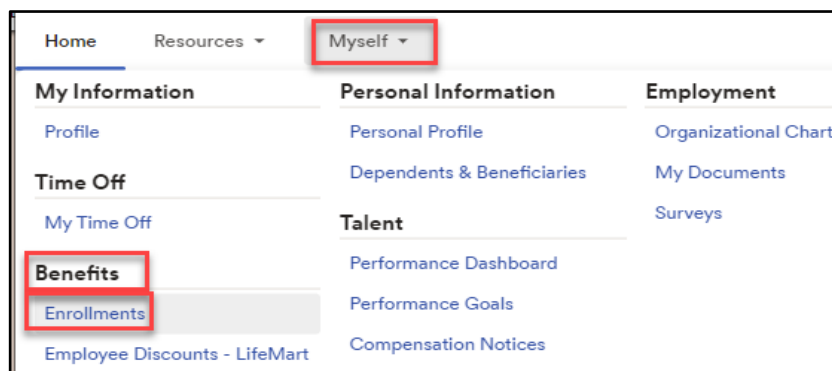 Home Resources Myself
My Information
Profile
Time Off
My Time Off
Benefits
Enrollments
Employee Discounts - LifeMart
Personal Information
Personal Profile
Dependents & Beneficiaries
Talent
Performance Dashboard
Performance Goals
Compensation Notices
Employment
Organizational Chart
My Documents
Surveys